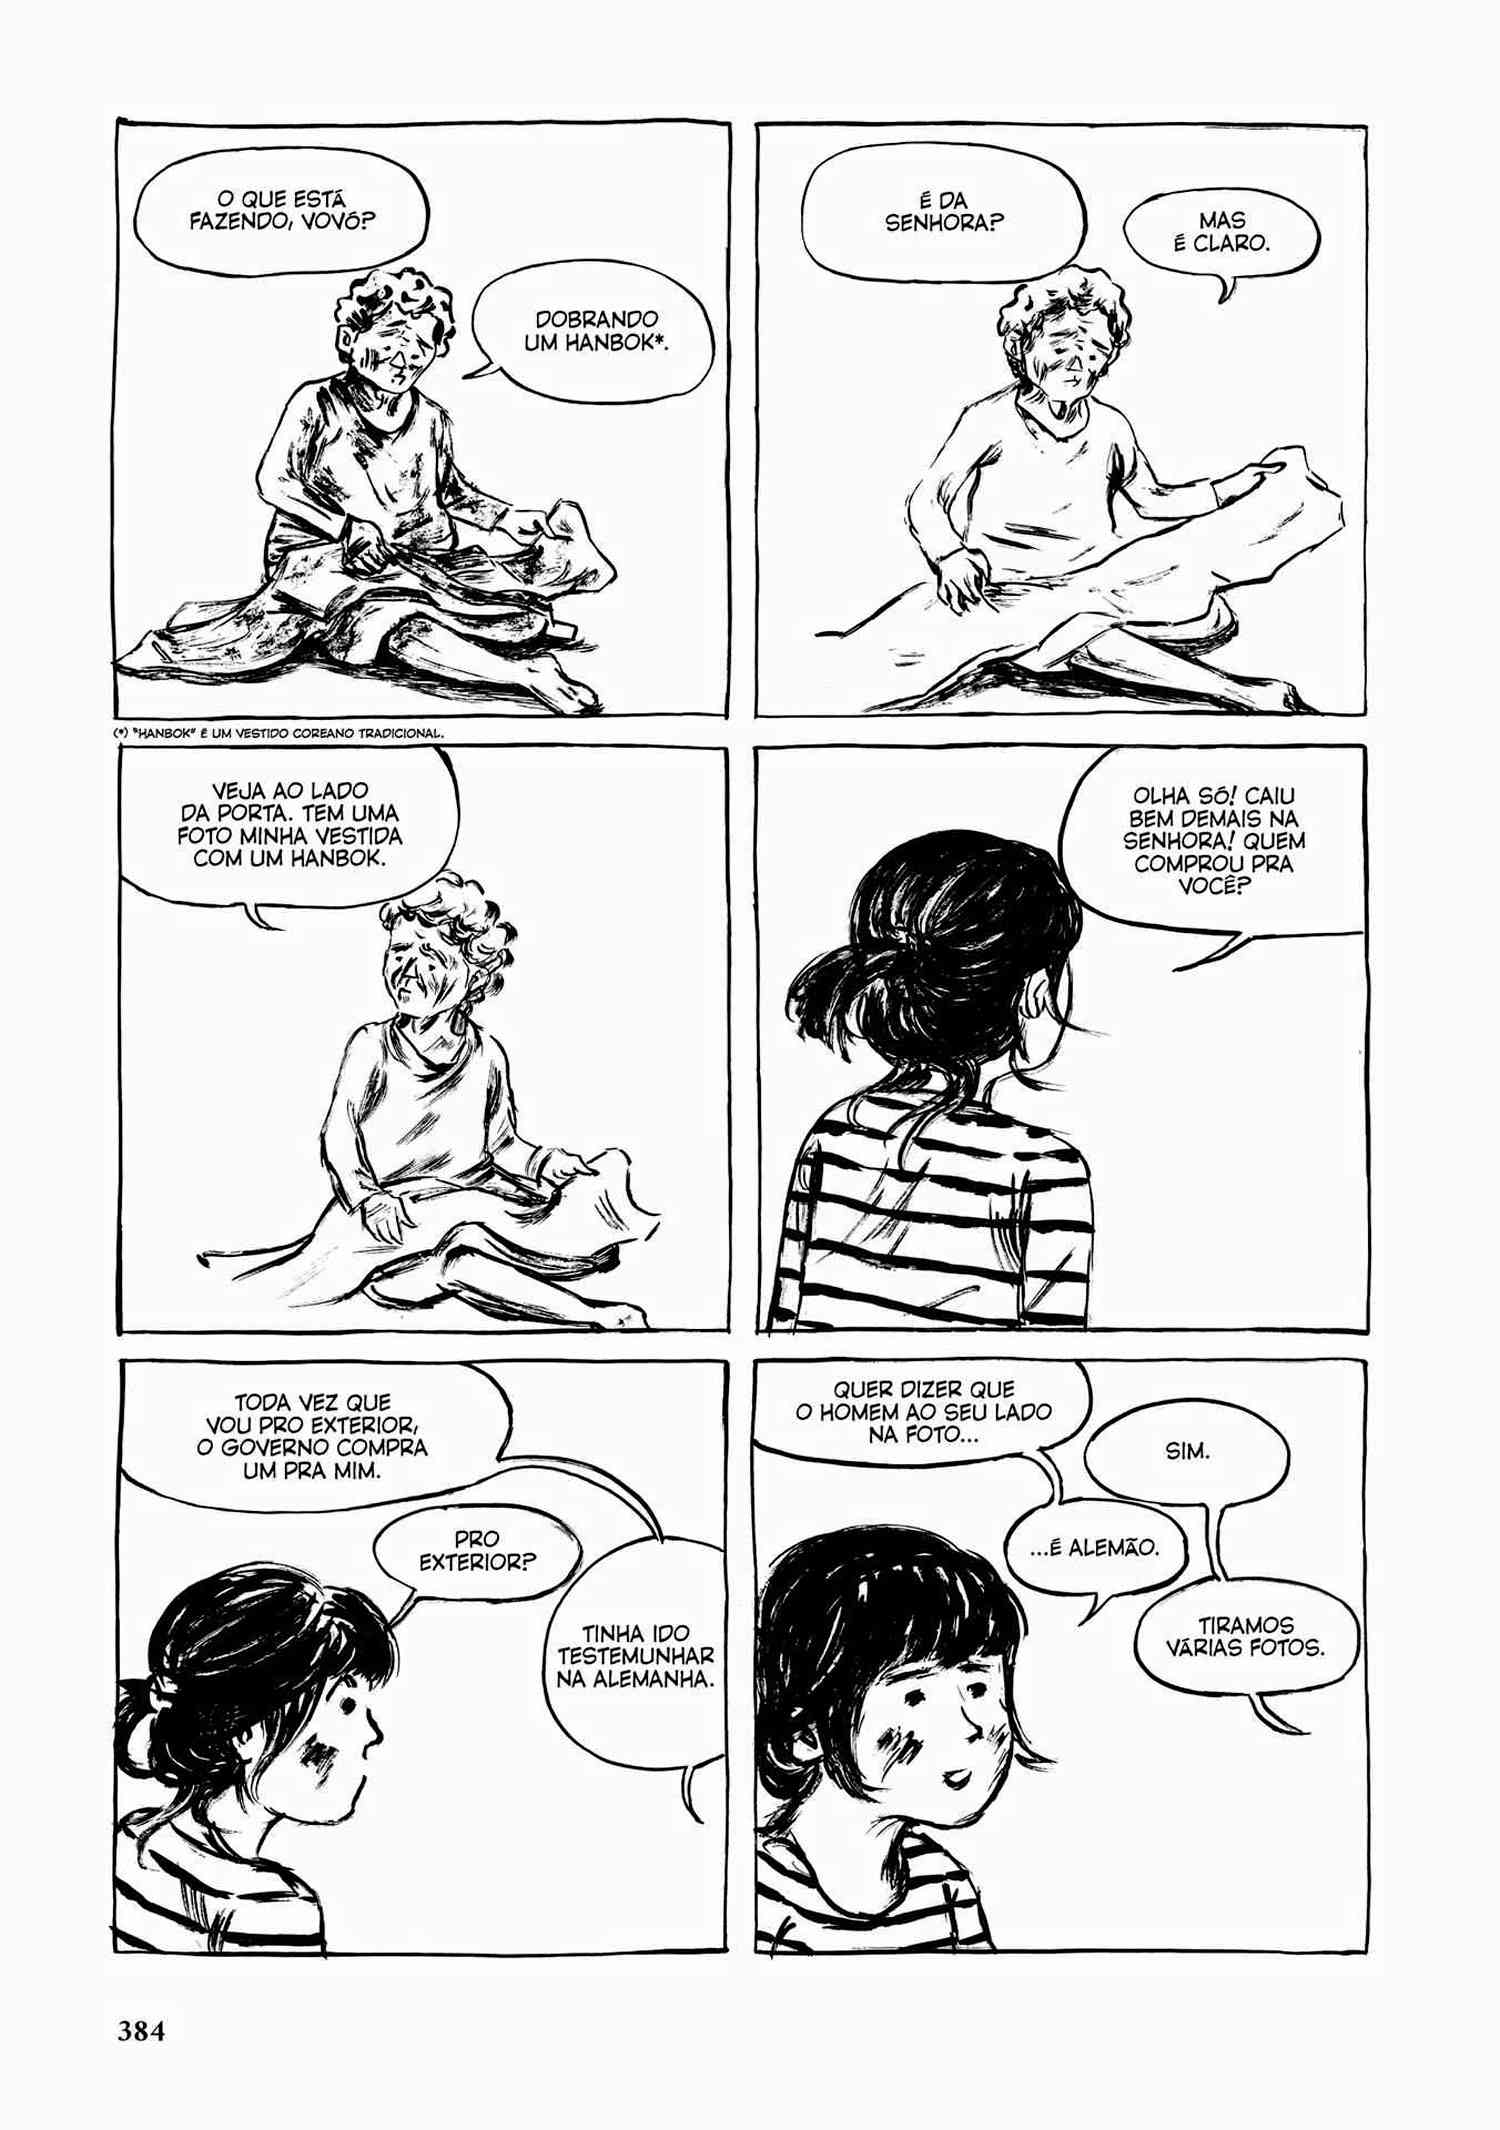 O QUE ESTÁ
FAZENDO, VOVÓ?
DOBRANDO
UM HANBOK*.
É DA
SENHORA?
MAS
É CLARO.
(*) "HANBOK" É UM VESTIDO COREANO TRADICIONAL.
VEJA AO LADO
DA PORTA. TEM UMA
FOTO MINHA VESTIDA
COM UM HANBOK.
OLHA SÓ! CAIU
BEM DEMAIS NA
SENHORA! QUEM
COMPROU PRA
VOCÊ?
TODA VEZ QUE
VOU PRO EXTERIOR,
O GOVERNO COMPRA
UM PRA MIM.
PRO
EXTERIOR?
TINHA IDO
TESTEMUNHAR
NA ALEMANHA.
QUER DIZER QUE
O HOMEM AO SEU LADO
NA FOTO...
SIM.
...É ALEMÃO.
TIRAMOS
VÁRIAS FOTOS.
384